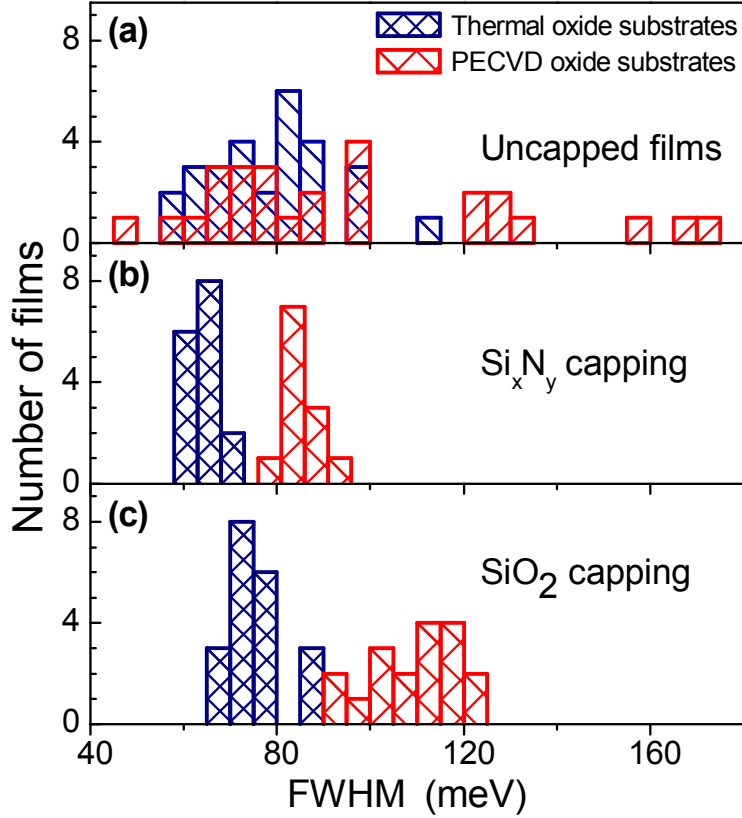 (a)
Thermal oxide substrates
PECVD oxide substrates
Uncapped films
8
4
0
(b)
SiₓNᵧ capping
8
4
0
(c)
SiO₂ capping
8
4
0
40 80 120 160
Number of films
FWHM (meV)